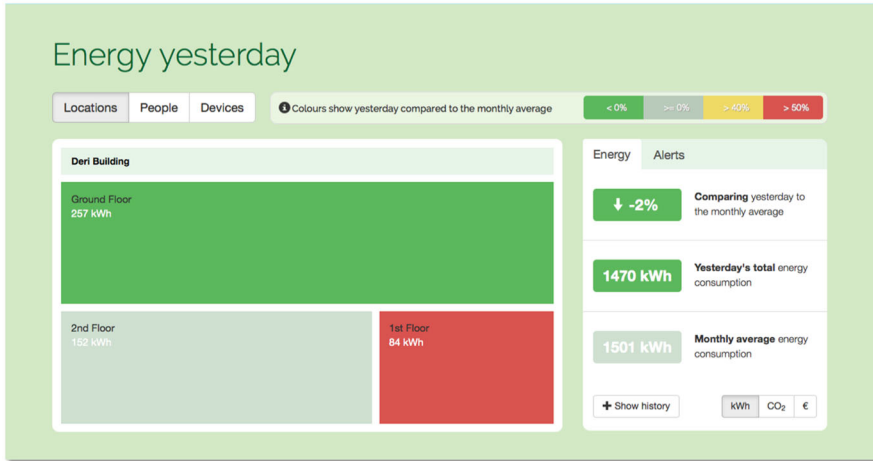 Energy yesterday
Locations People Devices
Colours show yesterday compared to the monthly average
< 0% >= 0% > 40% > 50%
Deri Building
Ground Floor
257 kWh
2nd Floor
152 kWh
1st Floor
84 kWh
Energy Alerts
-2%
Comparing yesterday to
the monthly average
1470 kWh
Yesterday's total energy
consumption
1501 kWh
Monthly average energy
consumption
Show history
kWh CO₂ €